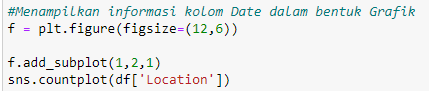 #Menampilkan informasi kolom Date dalam bentuk Grafik
f = plt.figure(figsize=(12,6))
f.add_subplot(1,2,1)
sns.countplot(df['Location'])